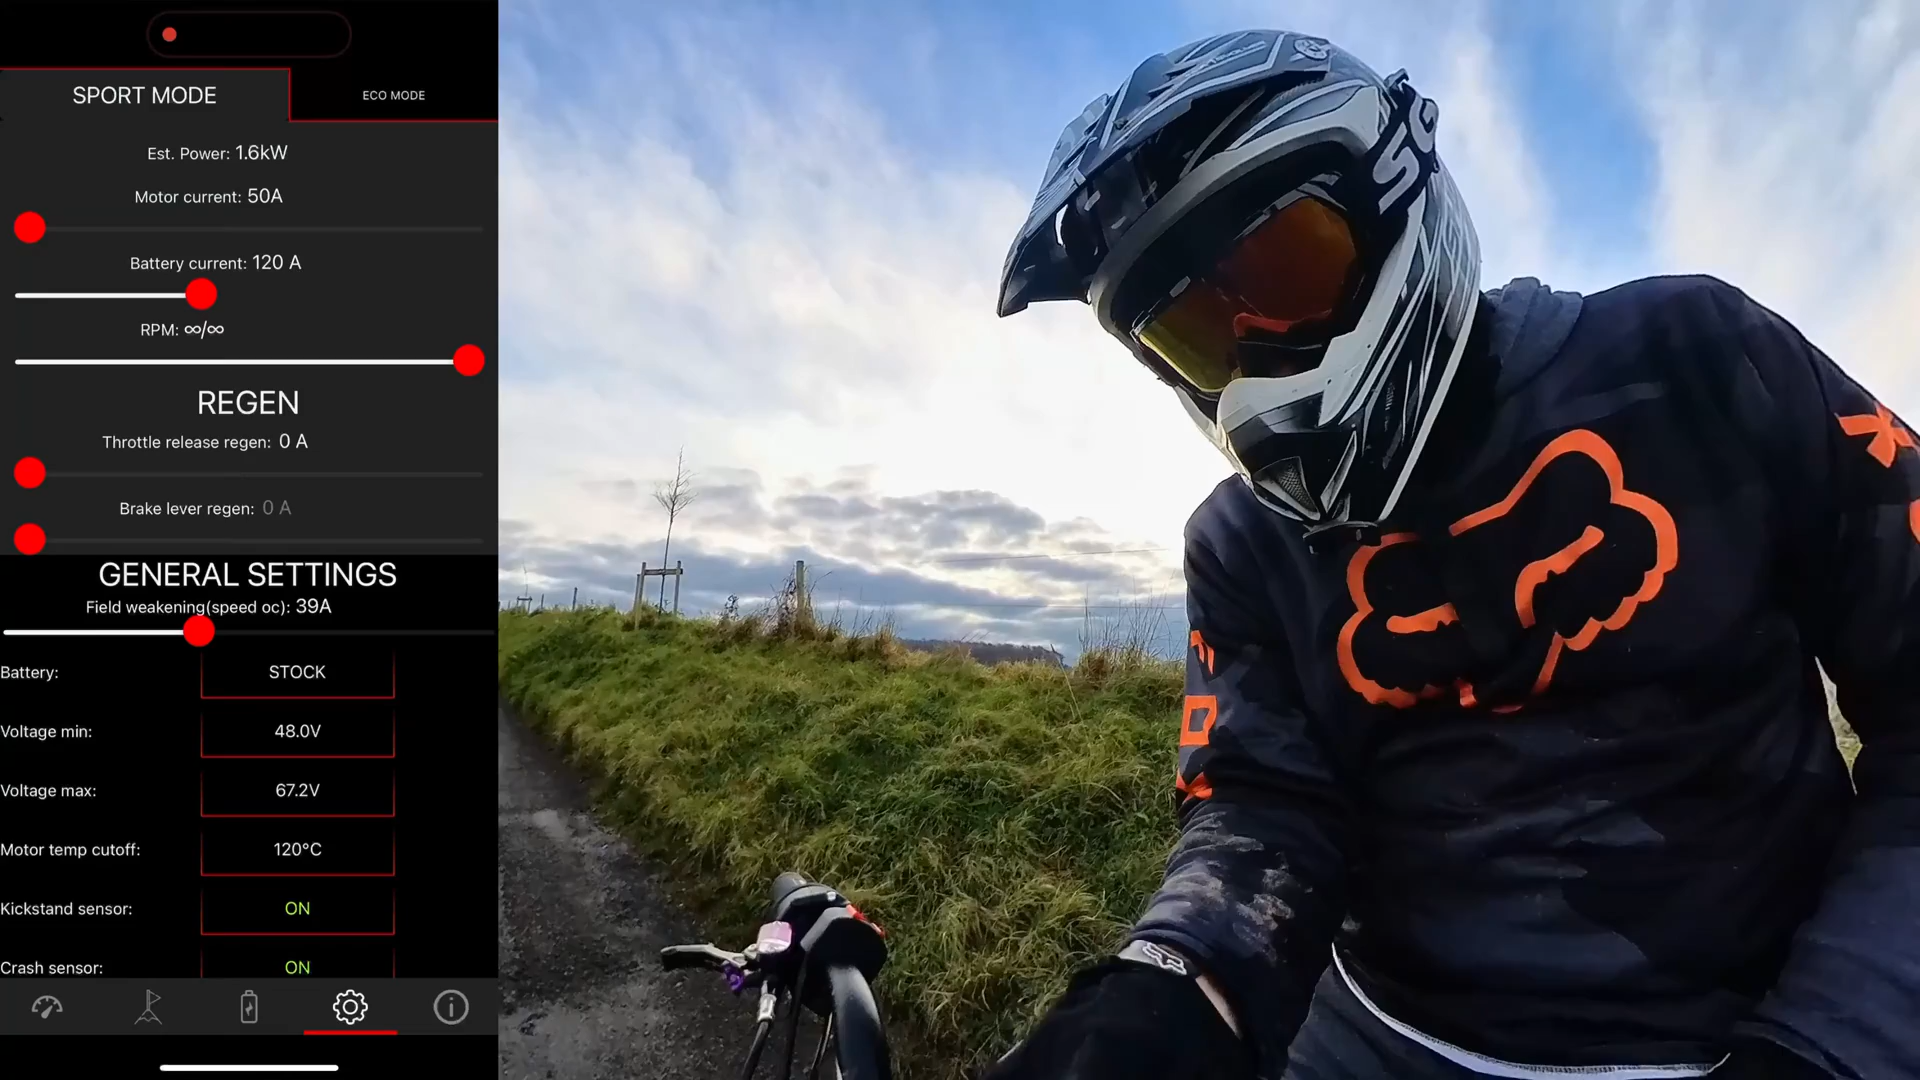 SPORT MODE
ECO MODE
Est. Power: 1.6kW
Motor current: 50A
Battery current: 120 A
RPM: ∞/∞
REGEN
Throttle release regen: 0 A
Brake lever regen: 0 A
GENERAL SETTINGS
Field weakening(speed oc): 39A
Battery: STOCK
Voltage min: 48.0V
Voltage max: 67.2V
Motor temp cutoff: 120°C
Kickstand sensor: ON
Crash sensor: ON